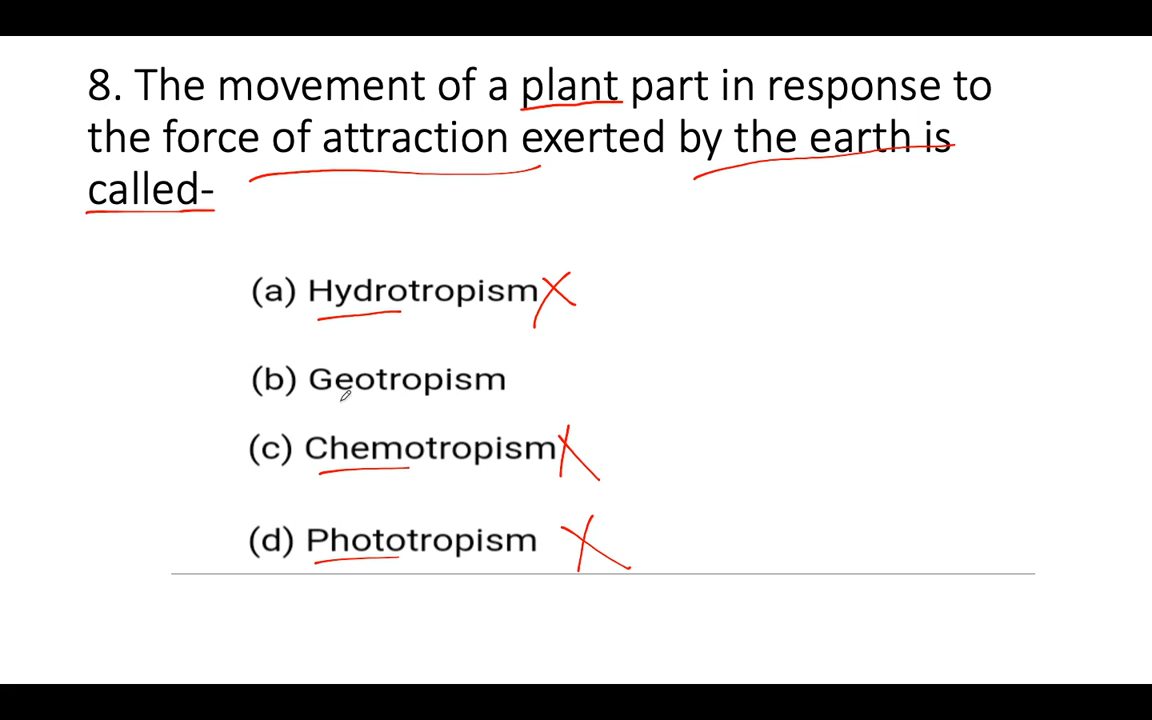 8. The movement of a plant part in response to
the force of attraction exerted by the earth is
called-
(a) Hydrotropism
(b) Geotropism
(c) Chemotropism
(d) Phototropism